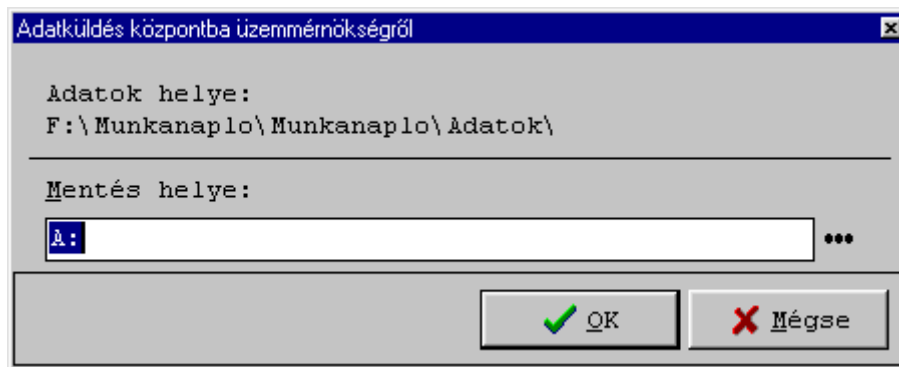 Adatküldés központba üzemmérnökségről
Adatok helye:
F:\Munkanaplo\Munkanaplo\Adatok\
Mentés helye:
A:
OK
Mégse